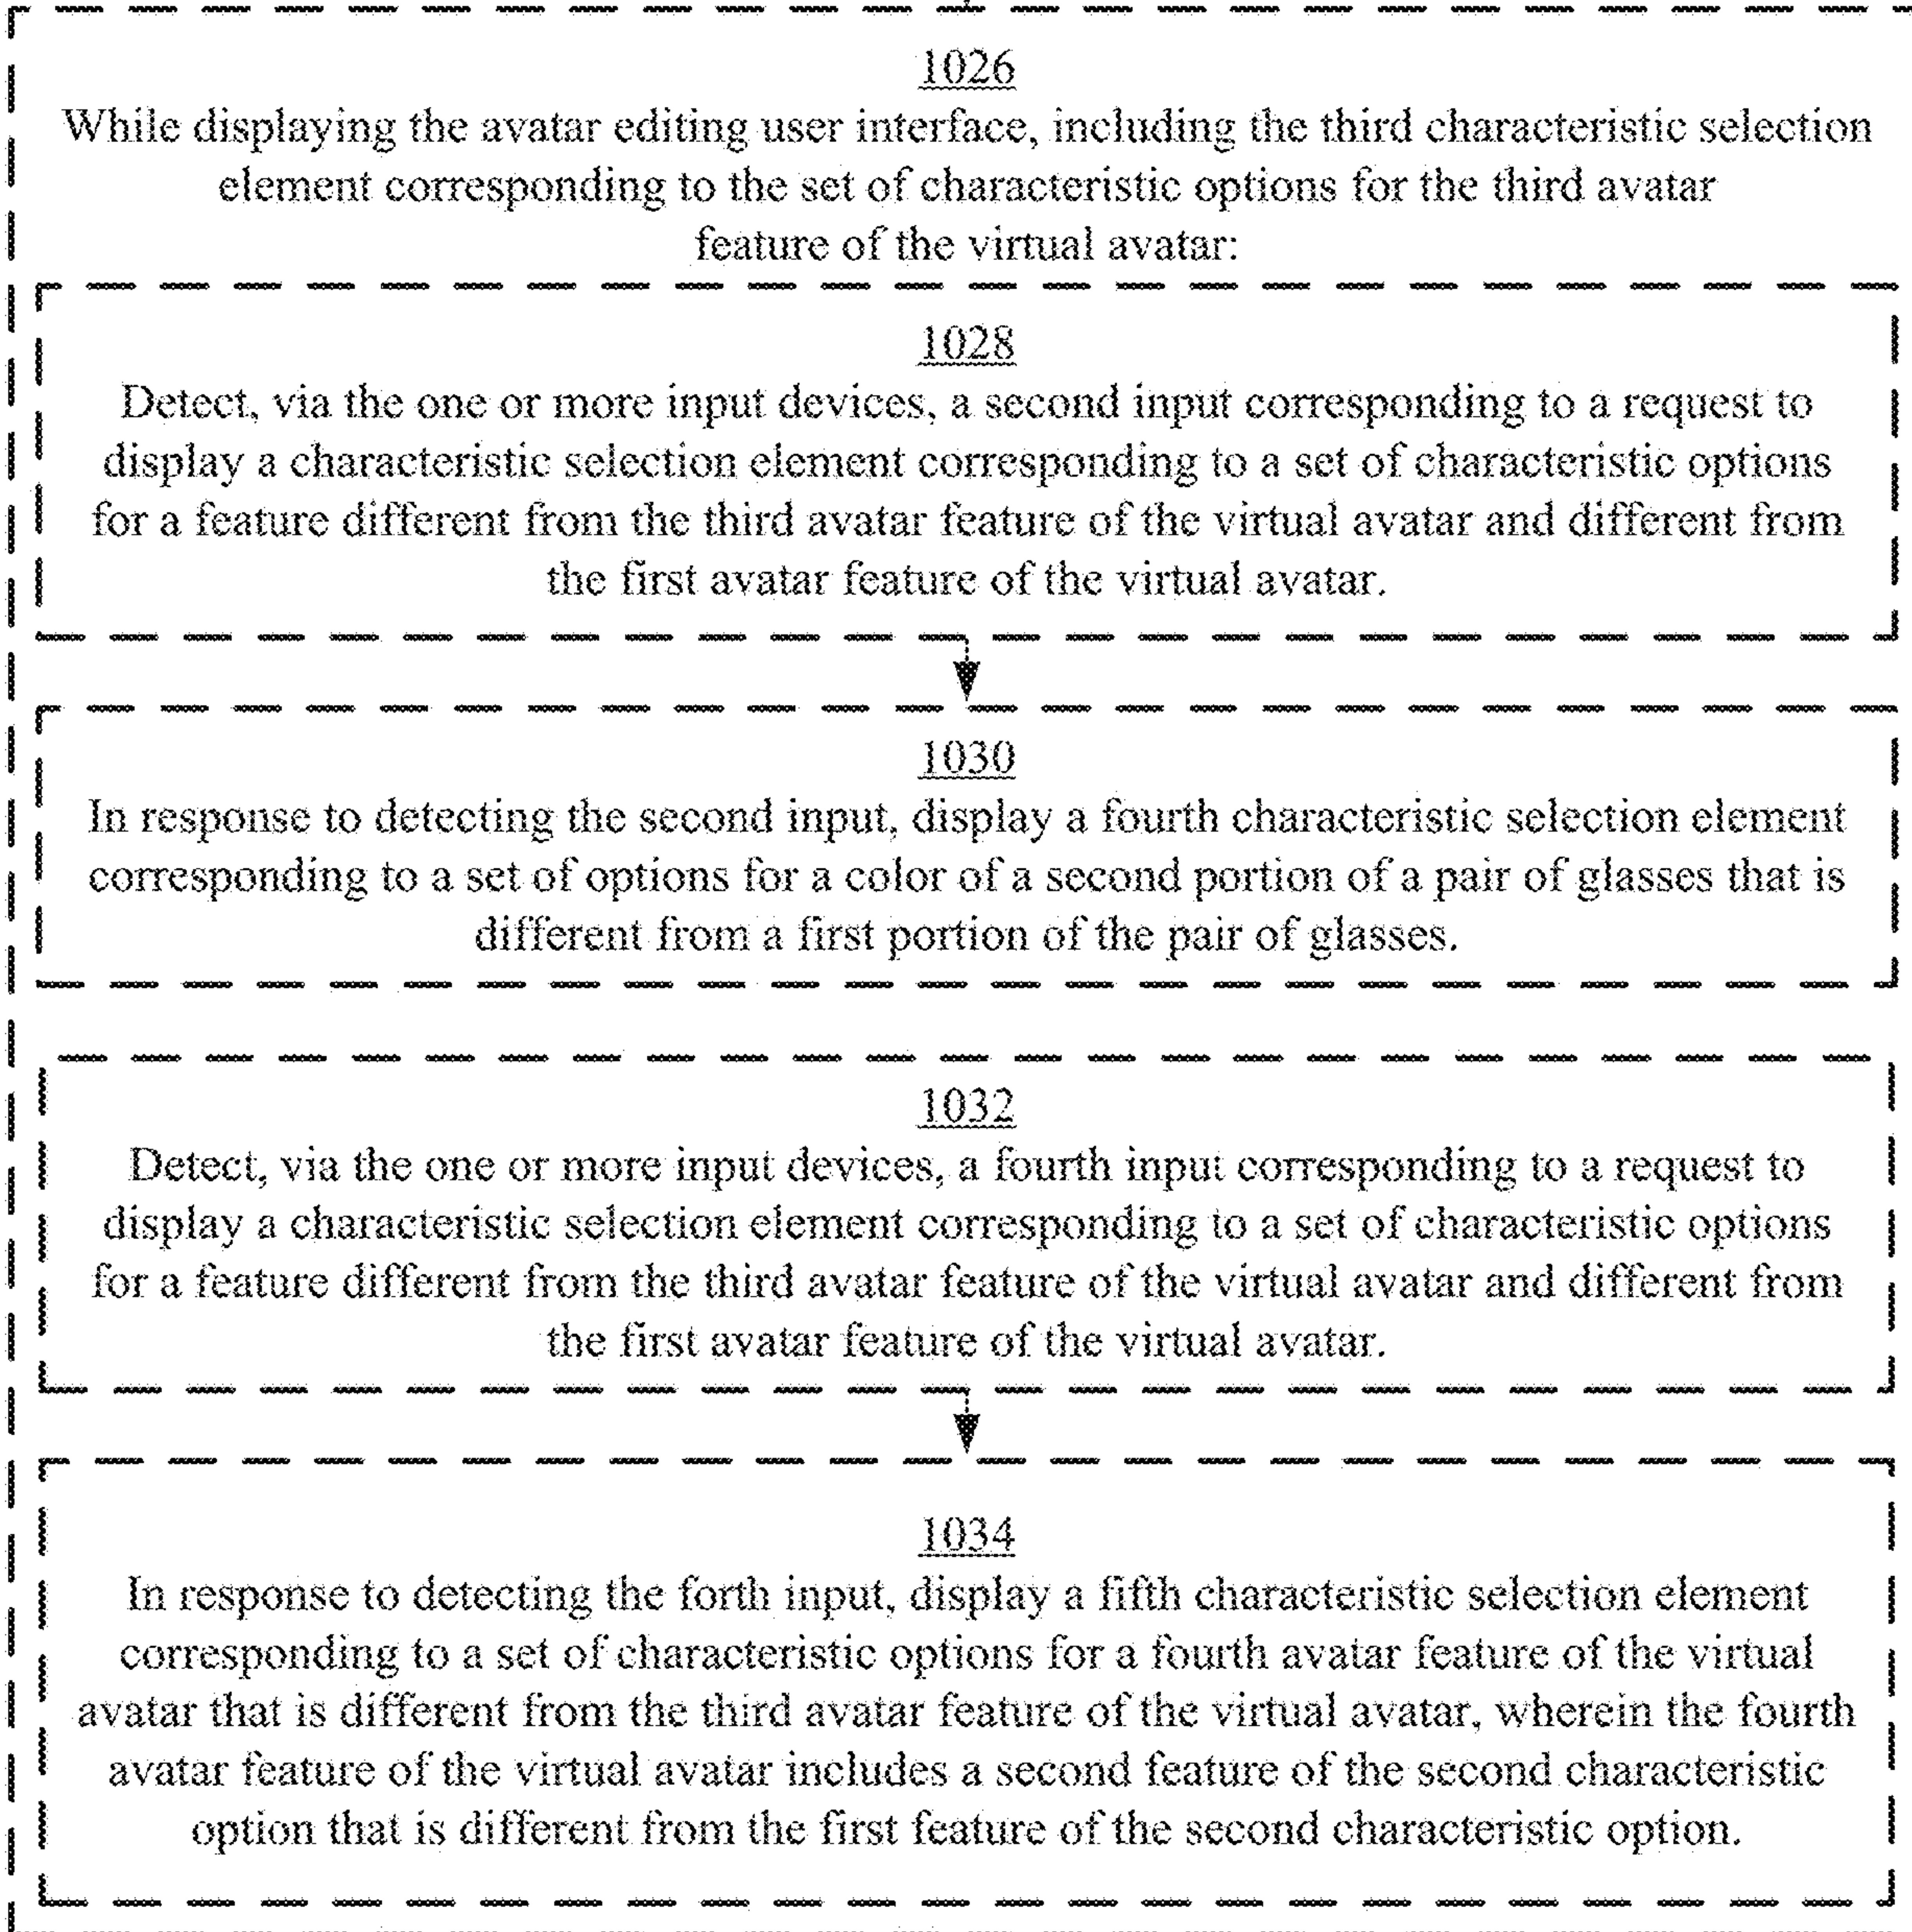 1026
While displaying the avatar editing user interface, including the third characteristic selection
element corresponding to the set of characteristic options for the third avatar
feature of the virtual avatar:
1028
Detect, via the one or more input devices, a second input corresponding to a request to
display a characteristic selection element corresponding to a set of characteristic options
for a feature different from the third avatar feature of the virtual avatar and different from
the first avatar feature of the virtual avatar.
1030
In response to detecting the second input, display a fourth characteristic selection element
corresponding to a set of options for a color of a second portion of a pair of glasses that is
different from a first portion of the pair of glasses.
1032
Detect, via the one or more input devices, a fourth input corresponding to a request to
display a characteristic selection element corresponding to a set of characteristic options
for a feature different from the third avatar feature of the virtual avatar and different from
the first avatar feature of the virtual avatar.
1034
In response to detecting the forth input, display a fifth characteristic selection element
corresponding to a set of characteristic options for a fourth avatar feature of the virtual
avatar that is different from the third avatar feature of the virtual avatar, wherein the fourth
avatar feature of the virtual avatar includes a second feature of the second characteristic
option that is different from the first feature of the second characteristic option.